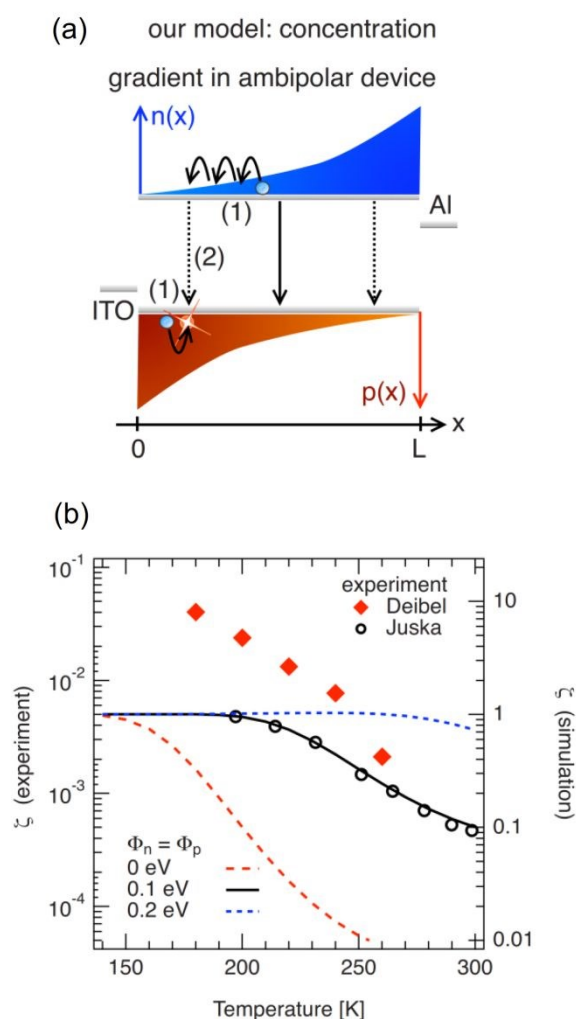 (a)
our model: concentration
gradient in ambipolar device
n(x)
(1)
Al
(2)
(1)
ITO
p(x)
x
0
L
(b)
10⁻¹
experiment
Deibel
10
Juska
10⁻²
1
ζ (experiment)
ζ (simulation)
10⁻³
0.1
Φn = Φp
0 eV
0.1 eV
10⁻⁴
0.2 eV
0.01
150
200
250
300
Temperature [K]